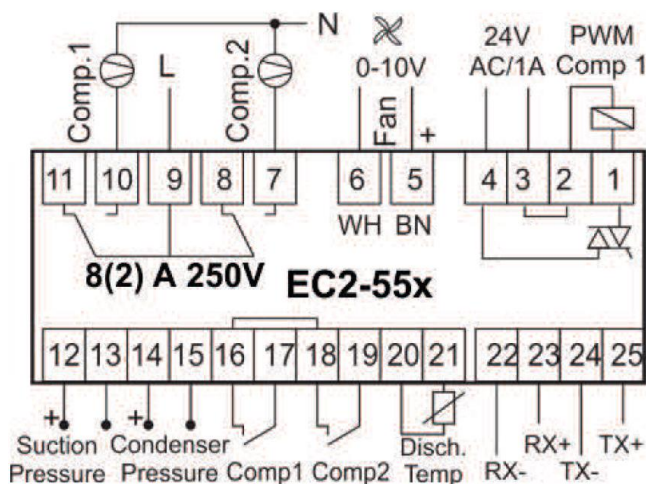 N
24V PWM
Comp.1 L Comp.2 0-10V AC/1A Comp 1
Fan +
11 10 9 8 7 6 5 4 3 2 1
WH BN
8(2) A 250V EC2-55x
12 13 14 15 16 17 18 19 20 21 22 23 24 25
+ +
Suction Condenser Disch. RX+ TX+
Pressure Pressure Comp1 Comp2 Temp RX- TX-